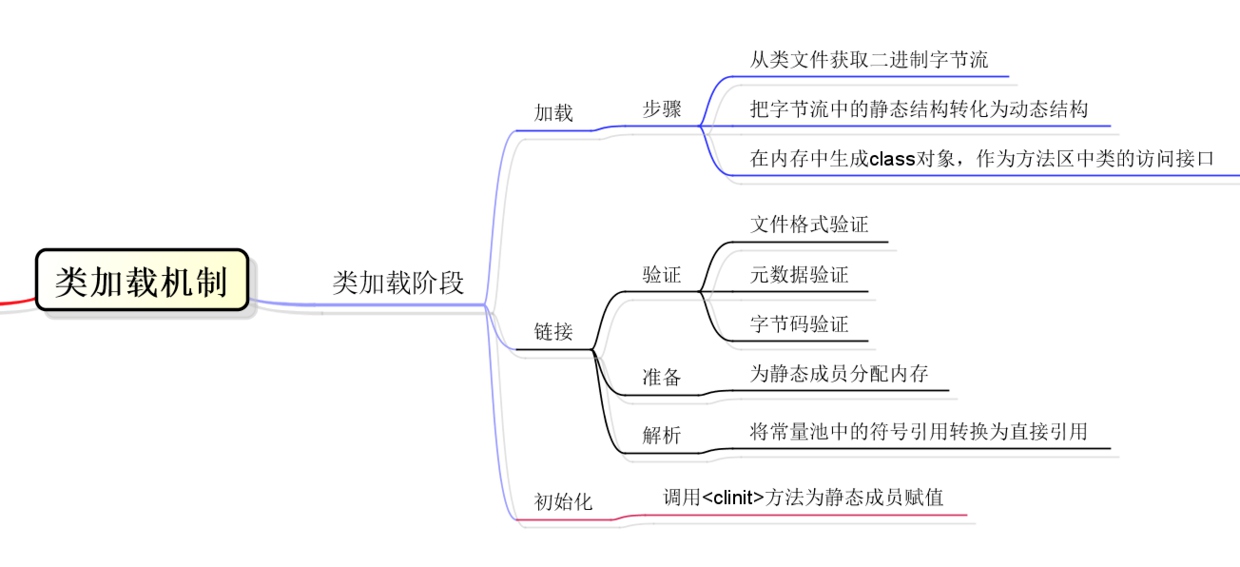 类加载机制
类加载阶段
加载
步骤
从类文件获取二进制字节流
把字节流中的静态结构转化为动态结构
在内存中生成class对象，作为方法区中类的访问接口
链接
验证
文件格式验证
元数据验证
字节码验证
准备
为静态成员分配内存
解析
将常量池中的符号引用转换为直接引用
初始化
调用<clinit>方法为静态成员赋值